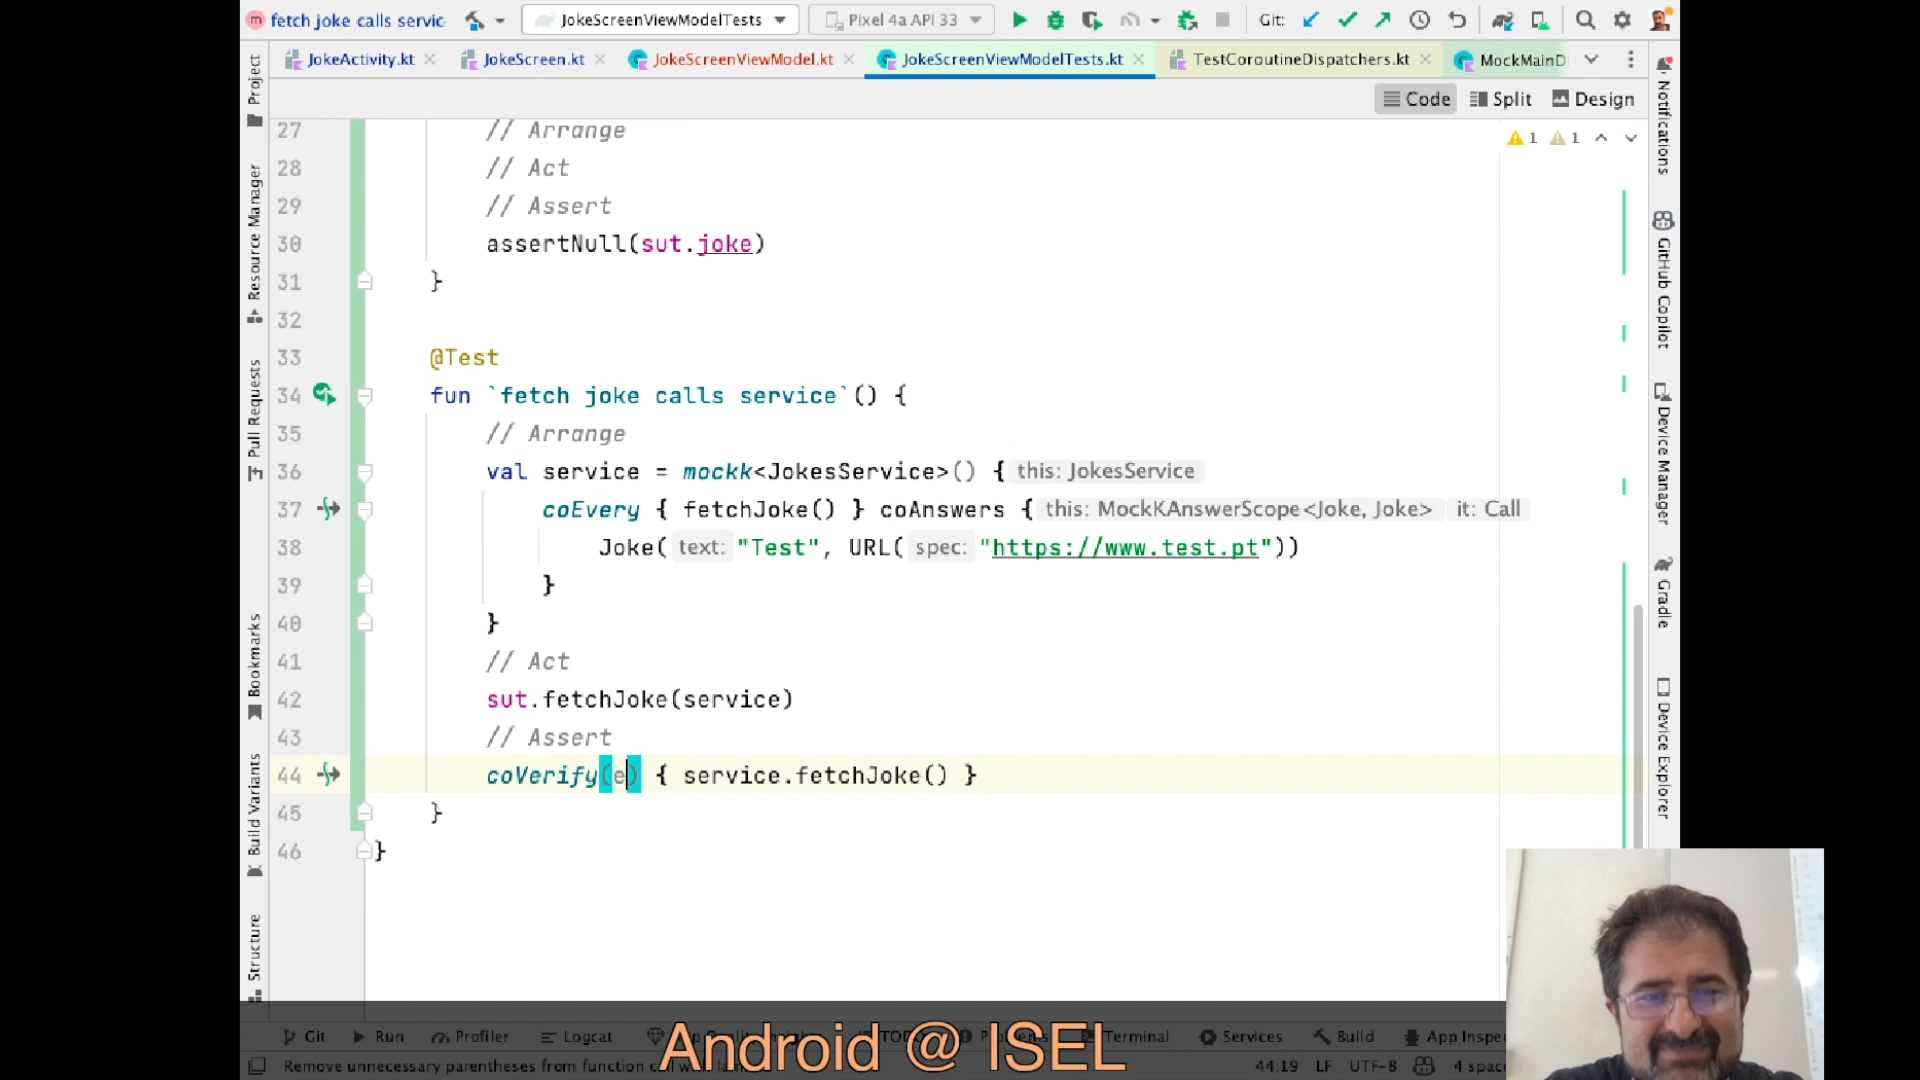 fetch joke calls servic
JokeScreenViewModelTests
Pixel 4a API 33
Git:
JokeActivity.kt
JokeScreen.kt
JokeScreenViewModel.kt
JokeScreenViewModelTests.kt
TestCoroutineDispatchers.kt
MockMainD
Code
Split
Design
1
1
Project
Resource Manager
Pull Requests
Bookmarks
Build Variants
Structure
27 // Arrange
28 // Act
29 // Assert
30 assertNull(sut.joke)
31 }
32
33 @Test
34 fun `fetch joke calls service`() {
35 // Arrange
36 val service = mockk<JokesService>() { this: JokesService
37 coEvery { fetchJoke() } coAnswers { this: MockKAnswerScope<Joke, Joke> it: Call
38 Joke( text: "Test", URL( spec: "https://www.test.pt"))
39 }
40 }
41 // Act
42 sut.fetchJoke(service)
43 // Assert
44 coVerify(e) { service.fetchJoke() }
45 }
46 }
Notifications
GitHub Copilot
Device Manager
Gradle
Device Explorer
Git
Run
Profiler
Logcat
Terminal
Services
Build
App Inspe
Android @ ISEL
Remove unnecessary parentheses from function
44:19
LF
UTF-8
4 spac